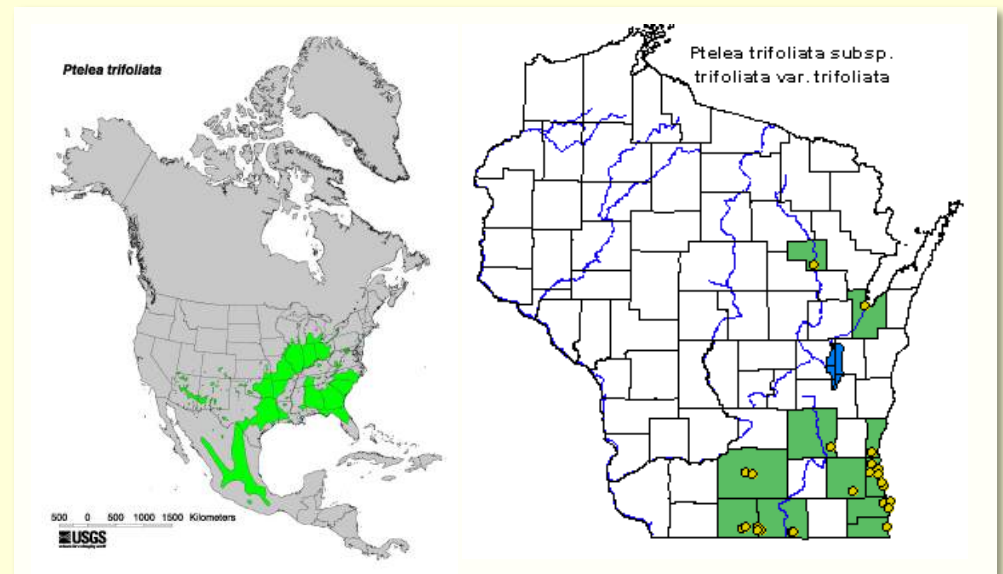 Ptelea trifoliata
500 0 500 1000 1500 Kilometers
USGS
Ptelea trifoliata subsp.
trifoliata var. trifoliata